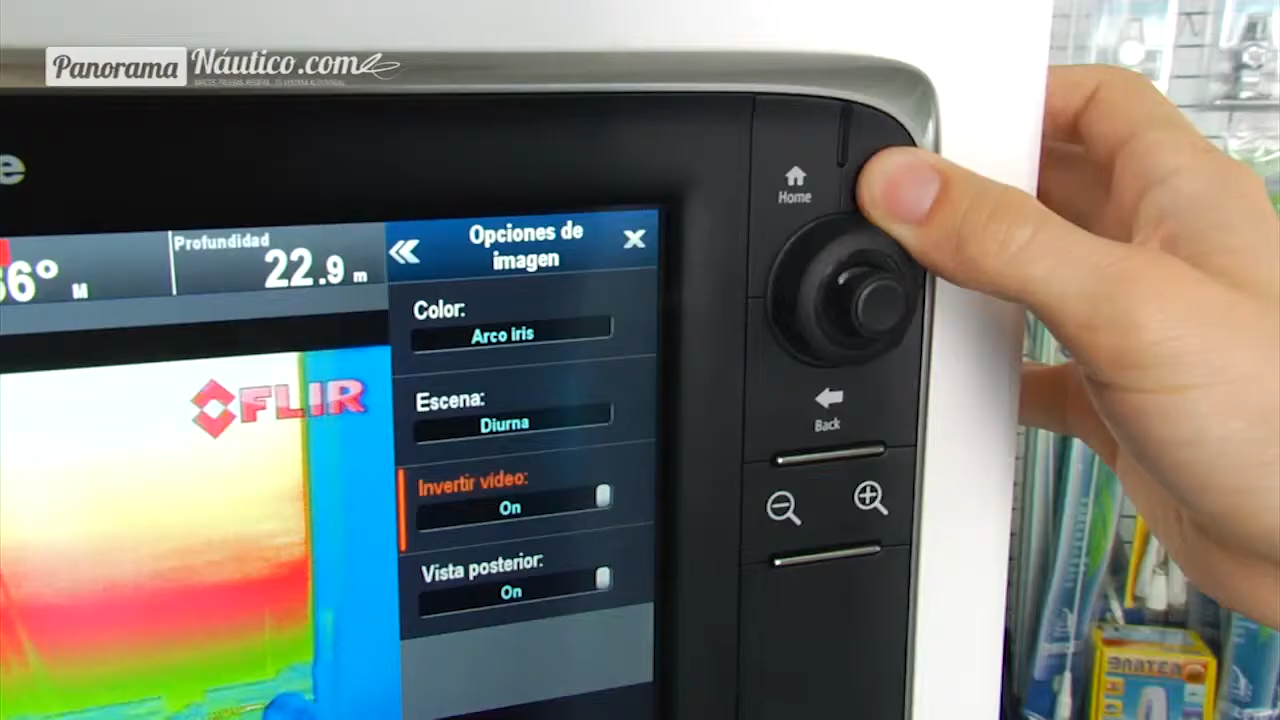 Panorama Náutico.com
e
Home
Profundidad
56° M
22.9 m
Opciones de
imagen
Color:
Arco iris
FLIR
Escena:
Diurna
Back
Invertir video:
On
Vista posterior:
On